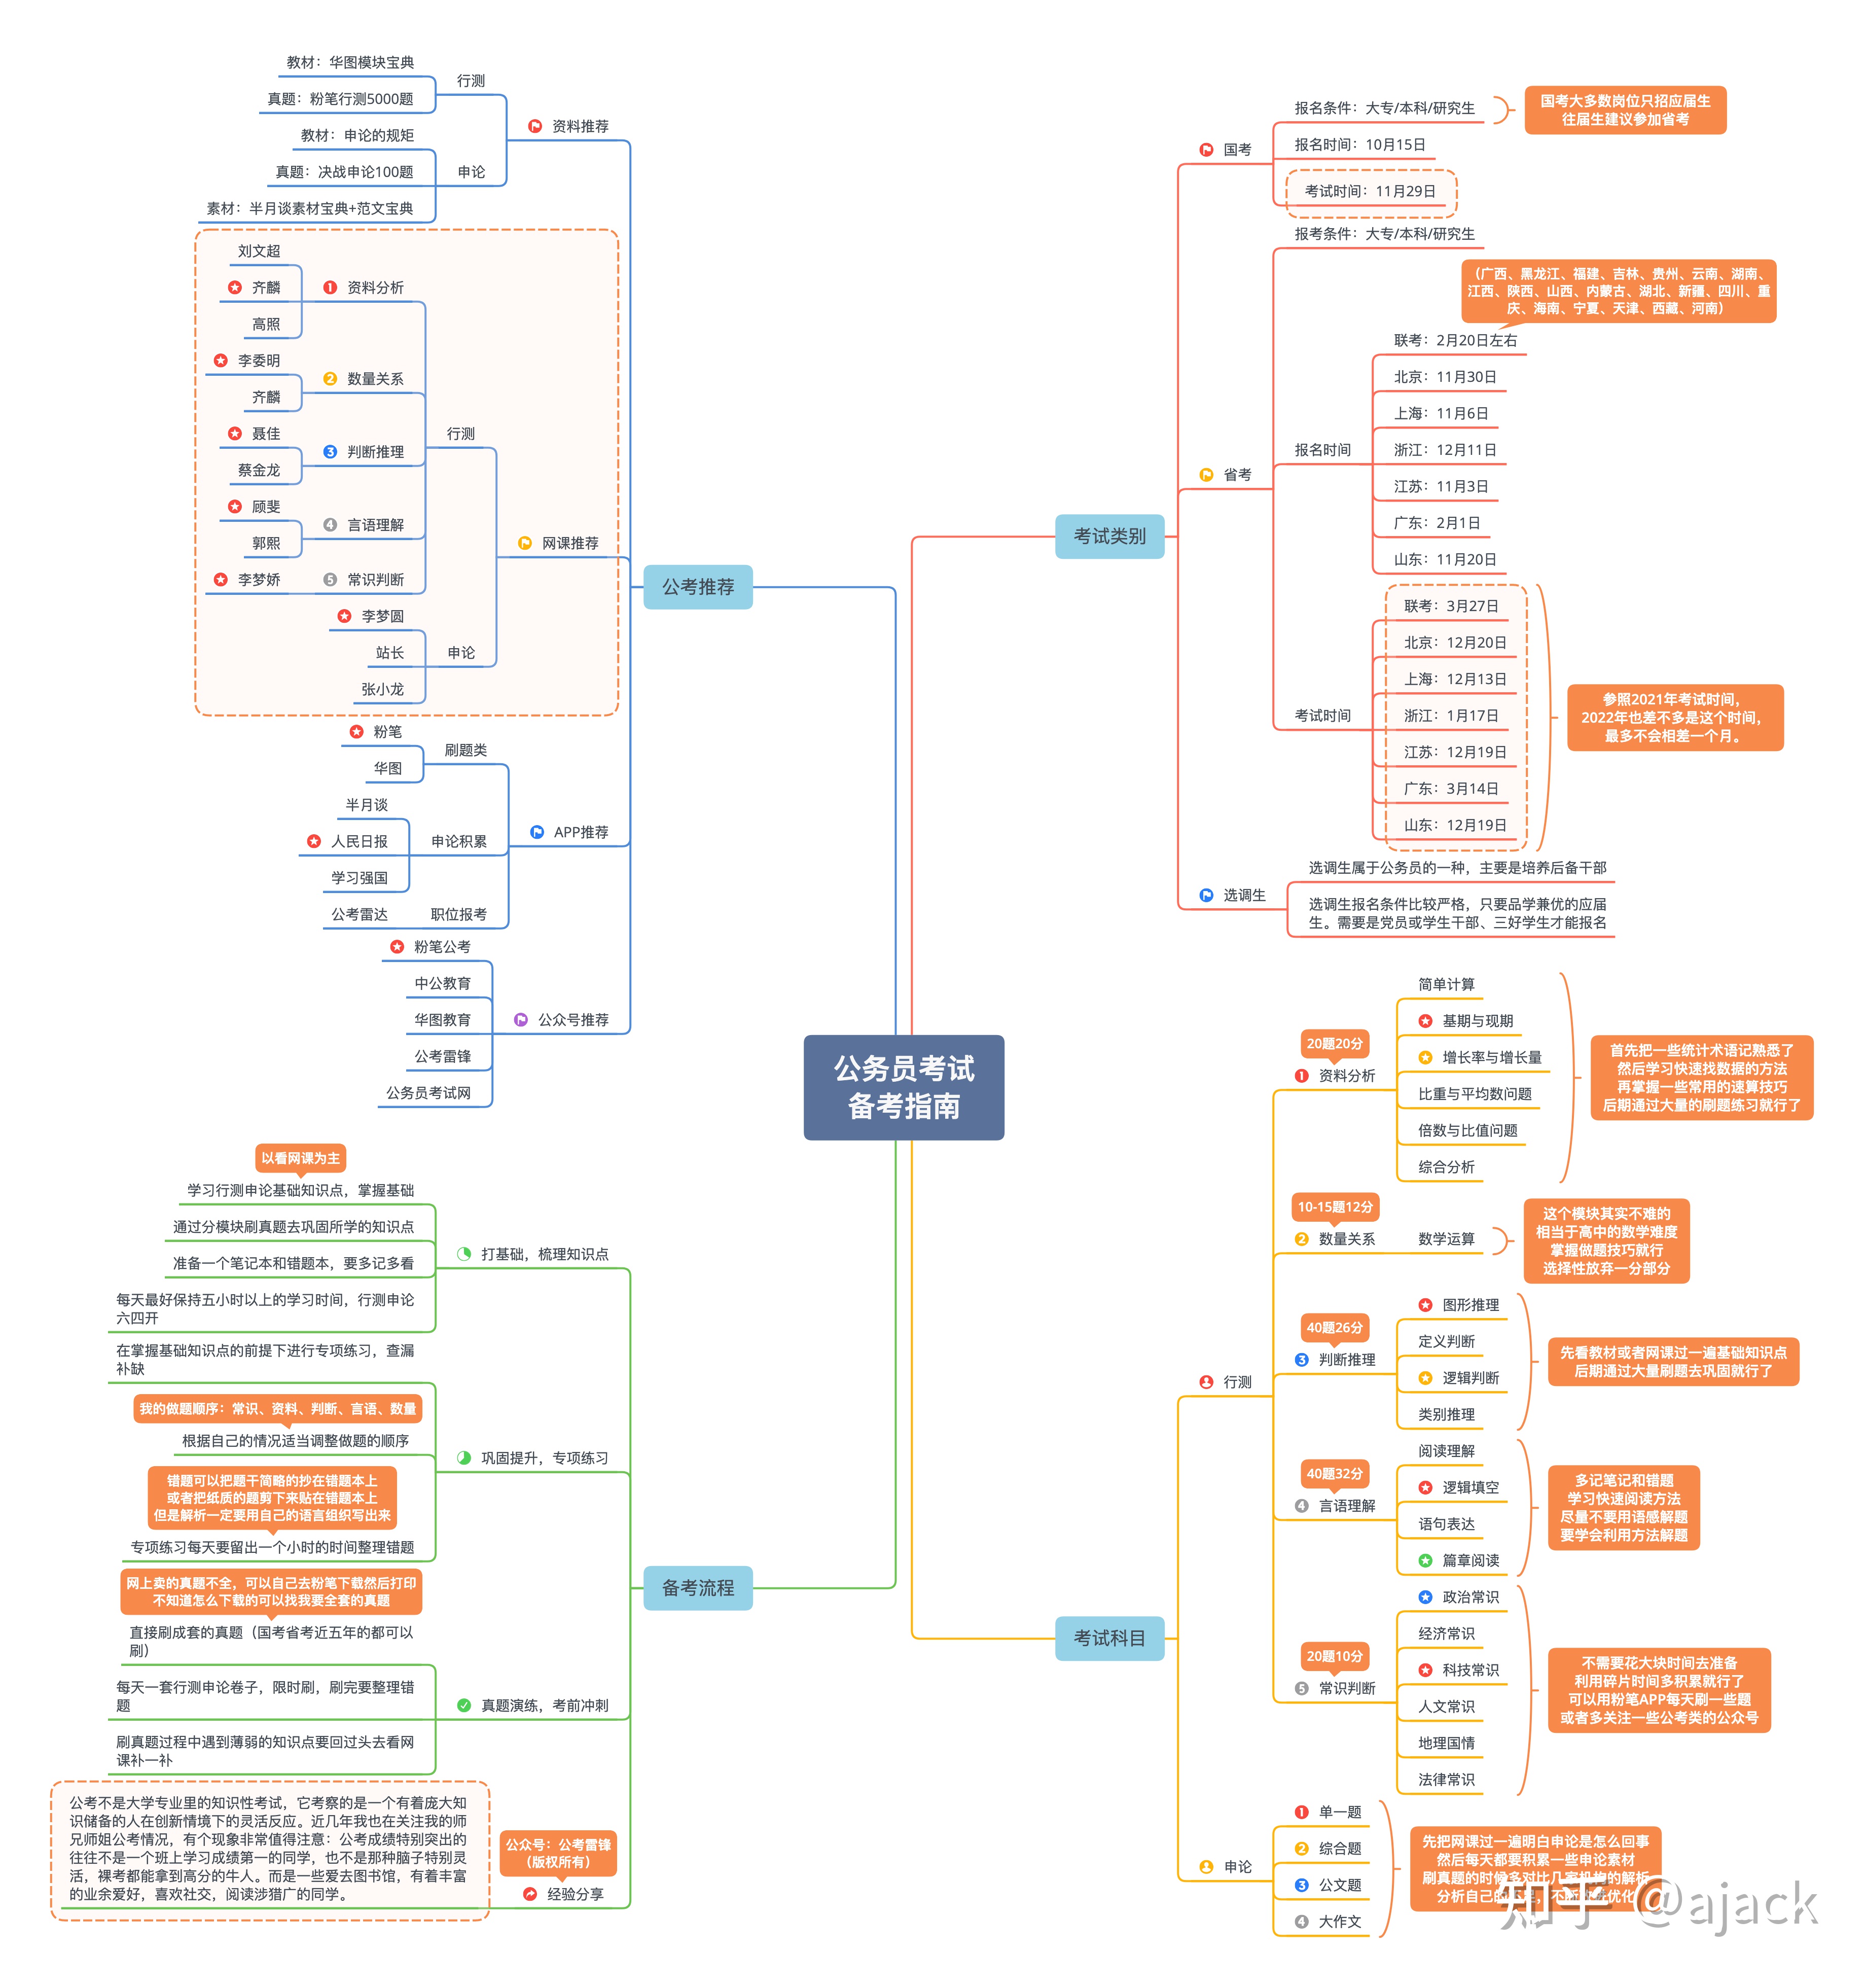 公务员考试
备考指南
公考推荐
资料推荐
行测
教材：华图模块宝典
真题：粉笔行测5000题
申论
教材：申论的规矩
真题：决战申论100题
素材：半月谈素材宝典+范文宝典
网课推荐
行测
1 资料分析
刘文超
齐麟
高照
2 数量关系
李委明
齐麟
3 判断推理
聂佳
蔡金龙
4 言语理解
顾斐
郭熙
5 常识判断
李梦娇
申论
李梦圆
站长
张小龙
APP推荐
刷题类
粉笔
华图
申论积累
半月谈
人民日报
学习强国
职位报考
公考雷达
公众号推荐
粉笔公考
中公教育
华图教育
公考雷锋
公务员考试网
备考流程
打基础，梳理知识点
以看网课为主
学习行测申论基础知识点，掌握基础
通过分模块刷真题去巩固所学的知识点
准备一个笔记本和错题本，要多记多看
每天最好保持五小时以上的学习时间，行测申论
六四开
巩固提升，专项练习
在掌握基础知识点的前提下进行专项练习，查漏
补缺
我的做题顺序：常识、资料、判断、言语、数量
根据自己的情况适当调整做题的顺序
错题可以把题干简略的抄在错题本上
或者把纸质的题剪下来贴在错题本上
但是解析一定要用自己的语言组织写出来
专项练习每天要留出一个小时的时间整理错题
真题演练，考前冲刺
网上卖的真题不全，可以自己去粉笔下载然后打印
不知道怎么下载的可以找我要全套的真题
直接刷成套的真题（国考省考近五年的都可以
刷）
每天一套行测申论卷子，限时刷，刷完要整理错
题
刷真题过程中遇到薄弱的知识点要回过头去看网
课补一补
公众号：公考雷锋
（版权所有）
经验分享
公考不是大学专业里的知识性考试，它考察的是一个有着庞大知
识储备的人在创新情境下的灵活反应。近几年我也在关注我的师
兄师姐公考情况，有个现象非常值得注意：公考成绩特别突出的
往往不是一个班上学习成绩第一的同学，也不是那种脑子特别灵
活，裸考都能拿到高分的牛人。而是一些爱去图书馆，有着丰富
的业余爱好，喜欢社交，阅读涉猎广的同学。
考试类别
国考
报名条件：大专/本科/研究生
国考大多数岗位只招应届生
往届生建议参加省考
报名时间：10月15日
考试时间：11月29日
省考
报考条件：大专/本科/研究生
报名时间
（广西、黑龙江、福建、吉林、贵州、云南、湖南、
江西、陕西、山西、内蒙古、湖北、新疆、四川、重
庆、海南、宁夏、天津、西藏、河南）
联考：2月20日左右
北京：11月30日
上海：11月6日
浙江：12月11日
江苏：11月3日
广东：2月1日
山东：11月20日
考试时间
联考：3月27日
北京：12月20日
上海：12月13日
浙江：1月17日
江苏：12月19日
广东：3月14日
山东：12月19日
参照2021年考试时间，
2022年也差不多是这个时间，
最多不会相差一个月。
选调生
选调生属于公务员的一种，主要是培养后备干部
选调生报名条件比较严格，只要品学兼优的应届
生。需要是党员或学生干部、三好学生才能报名
考试科目
行测
20题20分
1 资料分析
简单计算
基期与现期
增长率与增长量
比重与平均数问题
倍数与比值问题
综合分析
首先把一些统计术语记熟悉了
然后学习快速找数据的方法
再掌握一些常用的速算技巧
后期通过大量的刷题练习就行了
10-15题12分
2 数量关系
数学运算
这个模块其实不难的
相当于高中的数学难度
掌握做题技巧就行
选择性放弃一分部分
40题26分
3 判断推理
图形推理
定义判断
逻辑判断
类别推理
先看教材或者网课过一遍基础知识点
后期通过大量刷题去巩固就行了
40题32分
4 言语理解
阅读理解
逻辑填空
语句表达
篇章阅读
多记笔记和错题
学习快速阅读方法
尽量不要用语感解题
要学会利用方法解题
20题10分
5 常识判断
政治常识
经济常识
科技常识
人文常识
地理国情
法律常识
不需要花大块时间去准备
利用碎片时间多积累就行了
可以用粉笔APP每天刷一些题
或者多关注一些公考类的公众号
申论
1 单一题
2 综合题
3 公文题
4 大作文
先把网课过一遍明白申论是怎么回事
然后每天都要积累一些申论素材
刷真题的时候多对比几家机构的解析
分析自己的 优化
知乎 @ajack